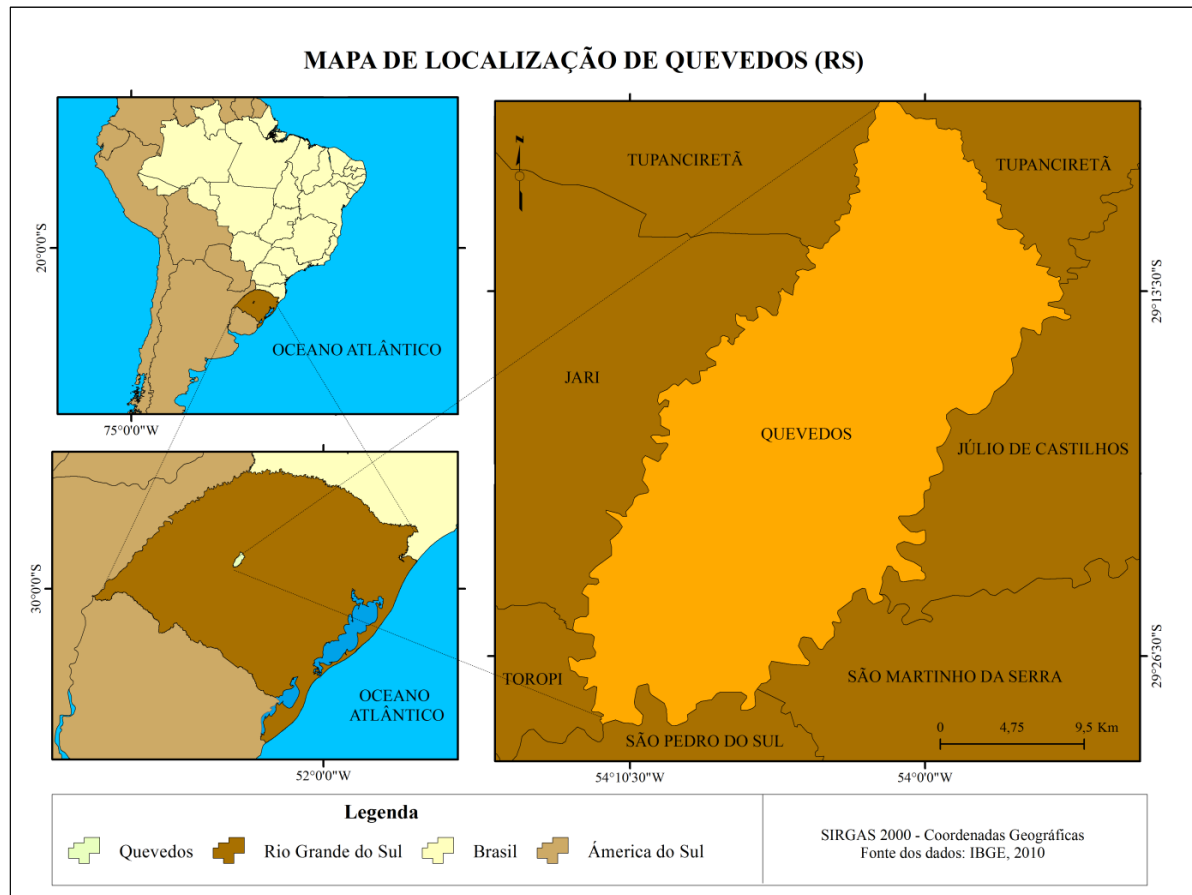 MAPA DE LOCALIZAÇÃO DE QUEVEDOS (RS)
20°0'0"S
OCEANO ATLÂNTICO
75°0'0"W
30°0'0"S
OCEANO
ATLÂNTICO
52°0'0"W
N
TUPANCIRETÃ
TUPANCIRETÃ
29°13'30"S
JARI
QUEVEDOS
JÚLIO DE CASTILHOS
29°26'30"S
TOROPI
SÃO MARTINHO DA SERRA
SÃO PEDRO DO SUL
0 4,75 9,5 Km
54°10'30"W
54°0'0"W
Legenda
Quevedos
Rio Grande do Sul
Brasil
Ámerica do Sul
SIRGAS 2000 - Coordenadas Geográficas
Fonte dos dados: IBGE, 2010